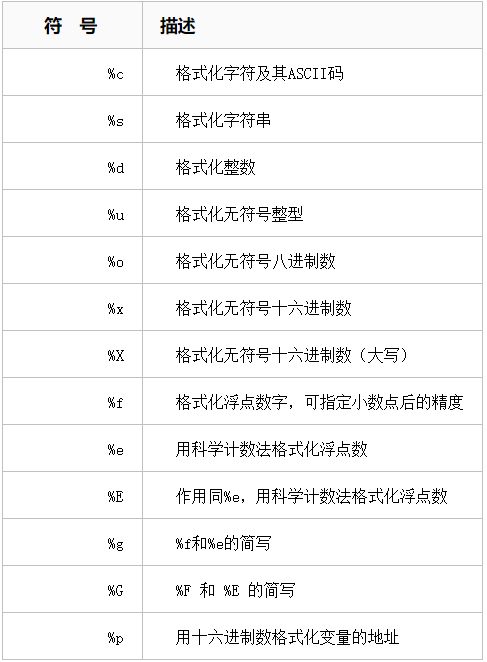 符 号 描述
%c 格式化字符及其ASCII码
%s 格式化字符串
%d 格式化整数
%u 格式化无符号整型
%o 格式化无符号八进制数
%x 格式化无符号十六进制数
%X 格式化无符号十六进制数（大写）
%f 格式化浮点数字，可指定小数点后的精度
%e 用科学计数法格式化浮点数
%E 作用同%e，用科学计数法格式化浮点数
%g %f和%e的简写
%G %F 和 %E 的简写
%p 用十六进制数格式化变量的地址